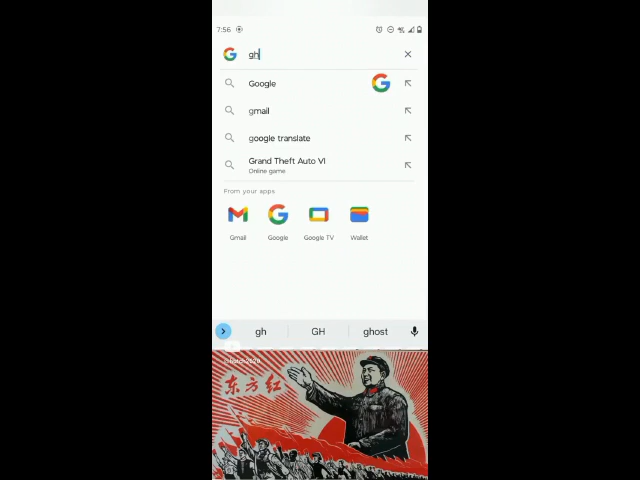 7:56
gh
Google
gmail
google translate
Grand Theft Auto VI
Online game
From your apps
Gmail
Google
Google TV
Wallet
gh
GH
ghost
东方红